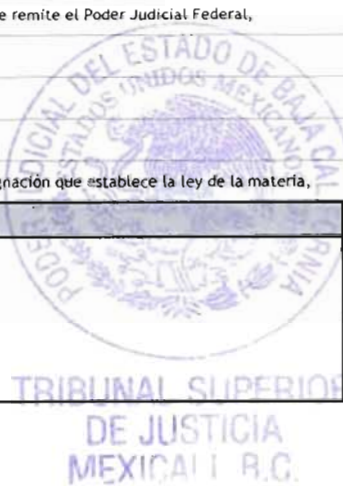 e remite el Poder Judicial Federal,
PODER JUDICIAL DEL ESTADO DE BAJA CALIFORNIA
ESTADOS UNIDOS MEXICANOS
gnación que establece la ley de la materia,
TRIBUNAL SUPERIOR
DE JUSTICIA
MEXICALI B.C.